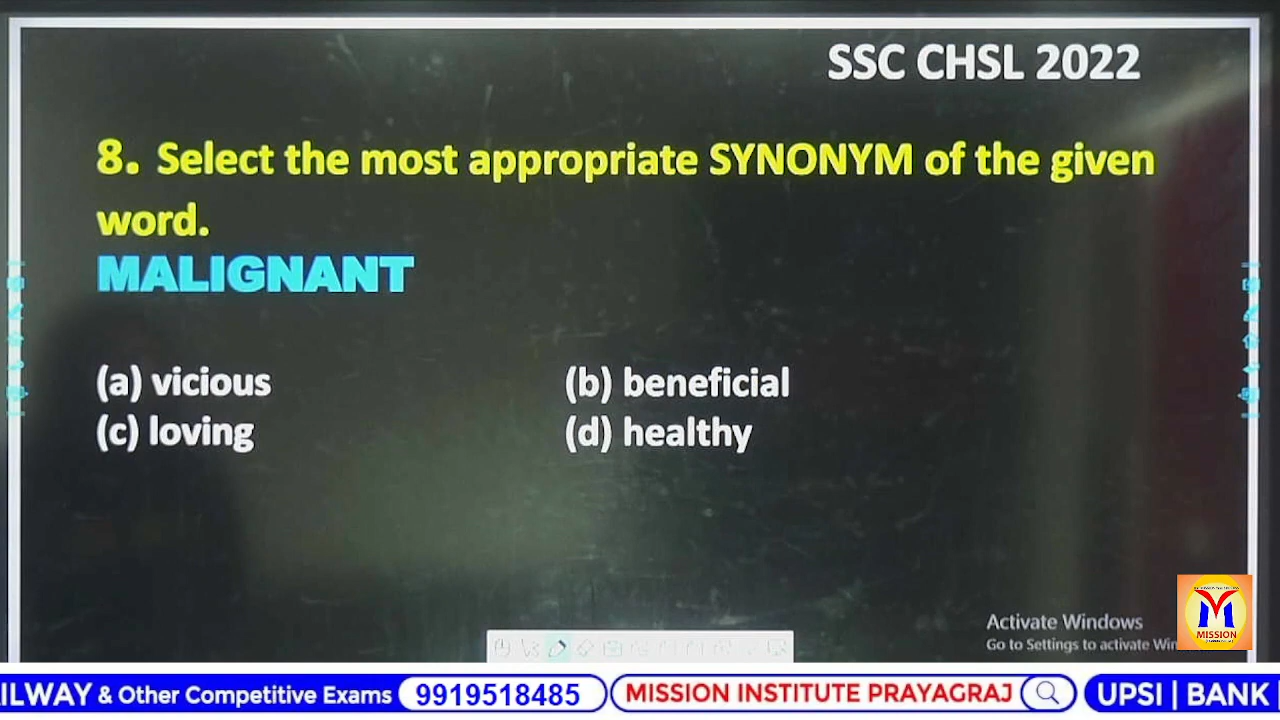 SSC CHSL 2022
8. Select the most appropriate SYNONYM of the given
word.
MALIGNANT
(a) vicious
(b) beneficial
(c) loving
(d) healthy
Activate Windows
Go to Settings to activate Win
MISSION
ILWAY & Other Competitive Exams 9919518485 MISSION INSTITUTE PRAYAGRAJ UPSI | BANK